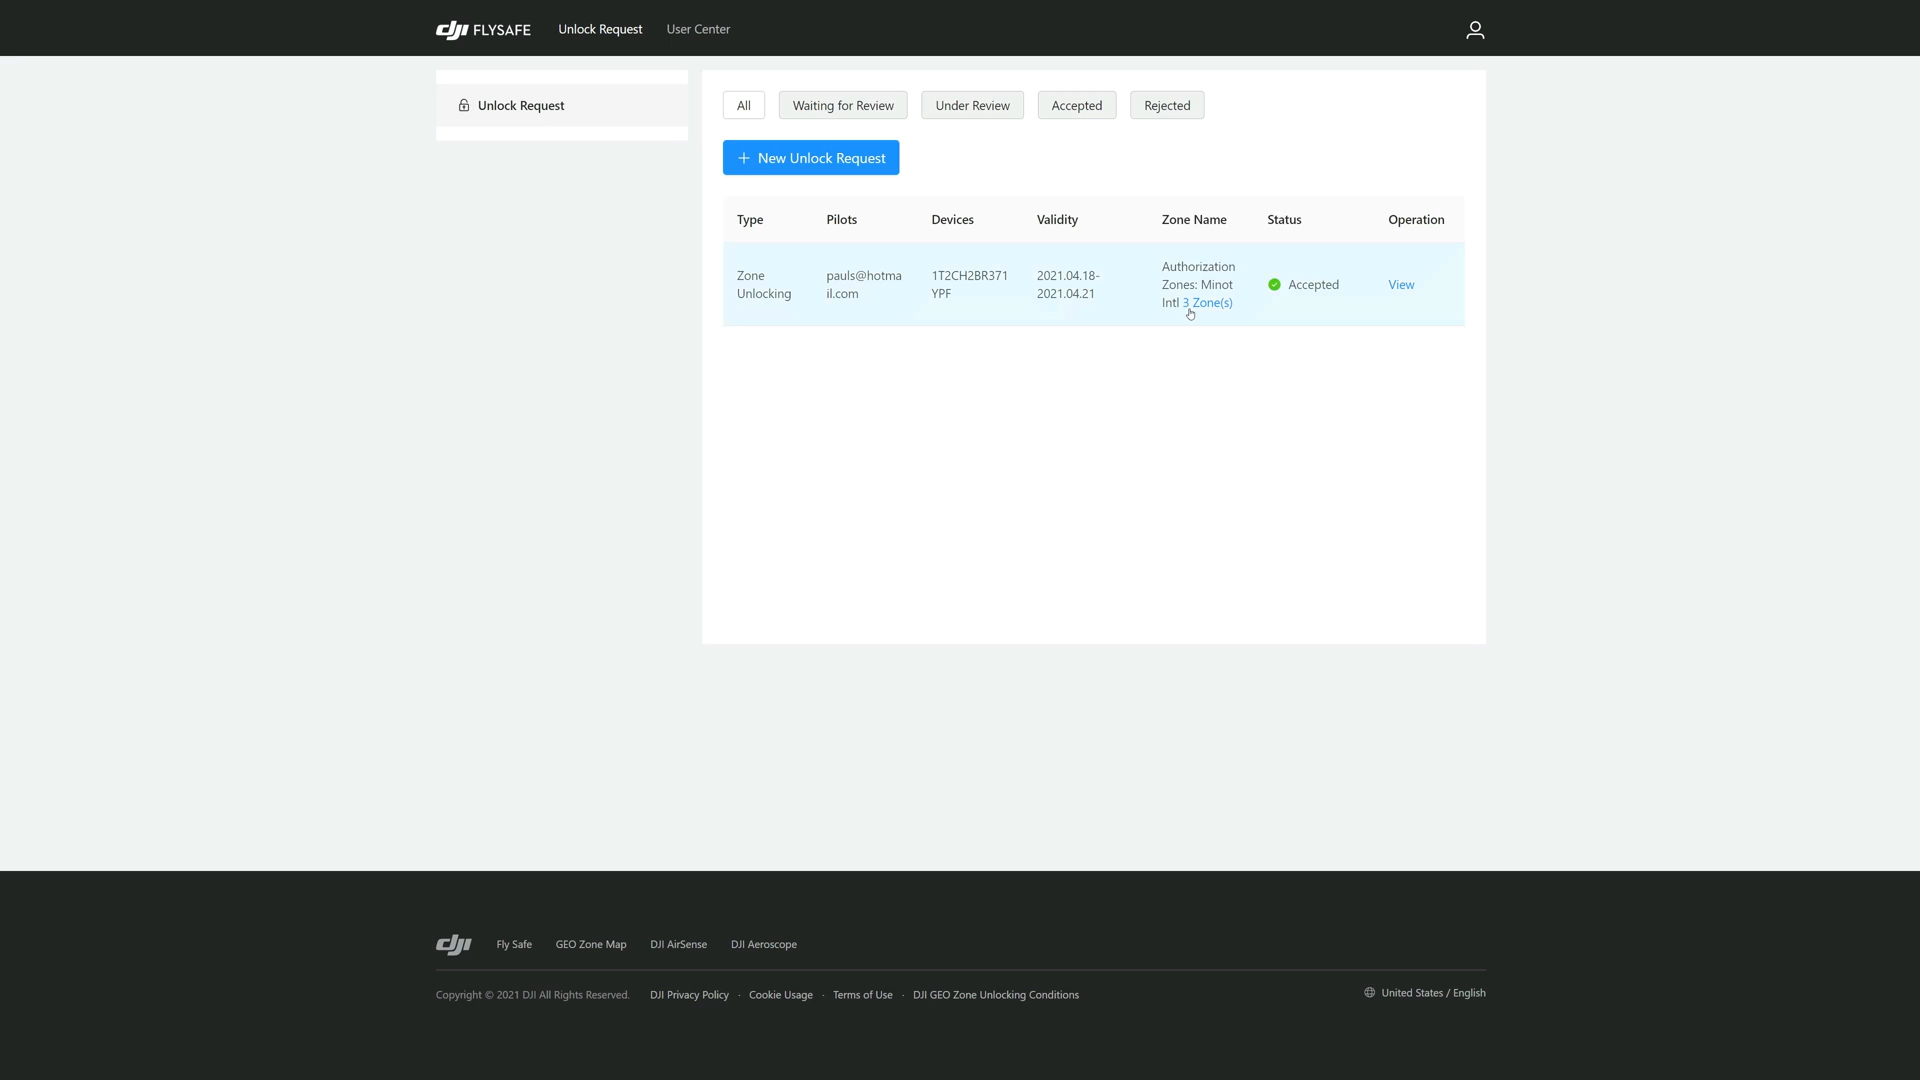 dji FLYSAFE Unlock Request User Center
Unlock Request
All Waiting for Review Under Review Accepted Rejected
+ New Unlock Request
Type Pilots Devices Validity Zone Name Status Operation
Zone
Unlocking
pauls@hotma
il.com
1T2CH2BR371
YPF
2021.04.18-
2021.04.21
Authorization
Zones: Minot
Intl 3 Zone(s)
Accepted
View
dji Fly Safe GEO Zone Map DJI AirSense DJI Aeroscope
Copyright © 2021 DJI All Rights Reserved. DJI Privacy Policy · Cookie Usage · Terms of Use · DJI GEO Zone Unlocking Conditions United States / English